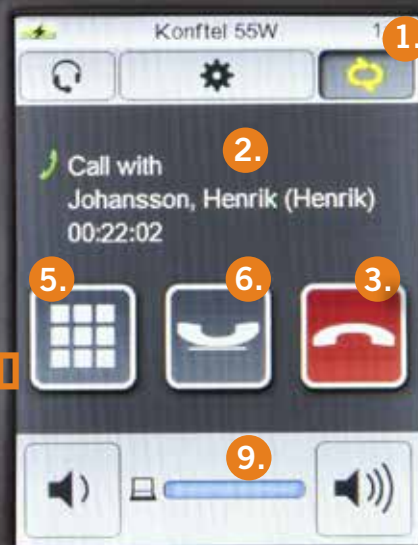 Konftel 55W
1.
2.
Call with
Johansson, Henrik (Henrik)
00:22:02
5.
6.
3.
9.